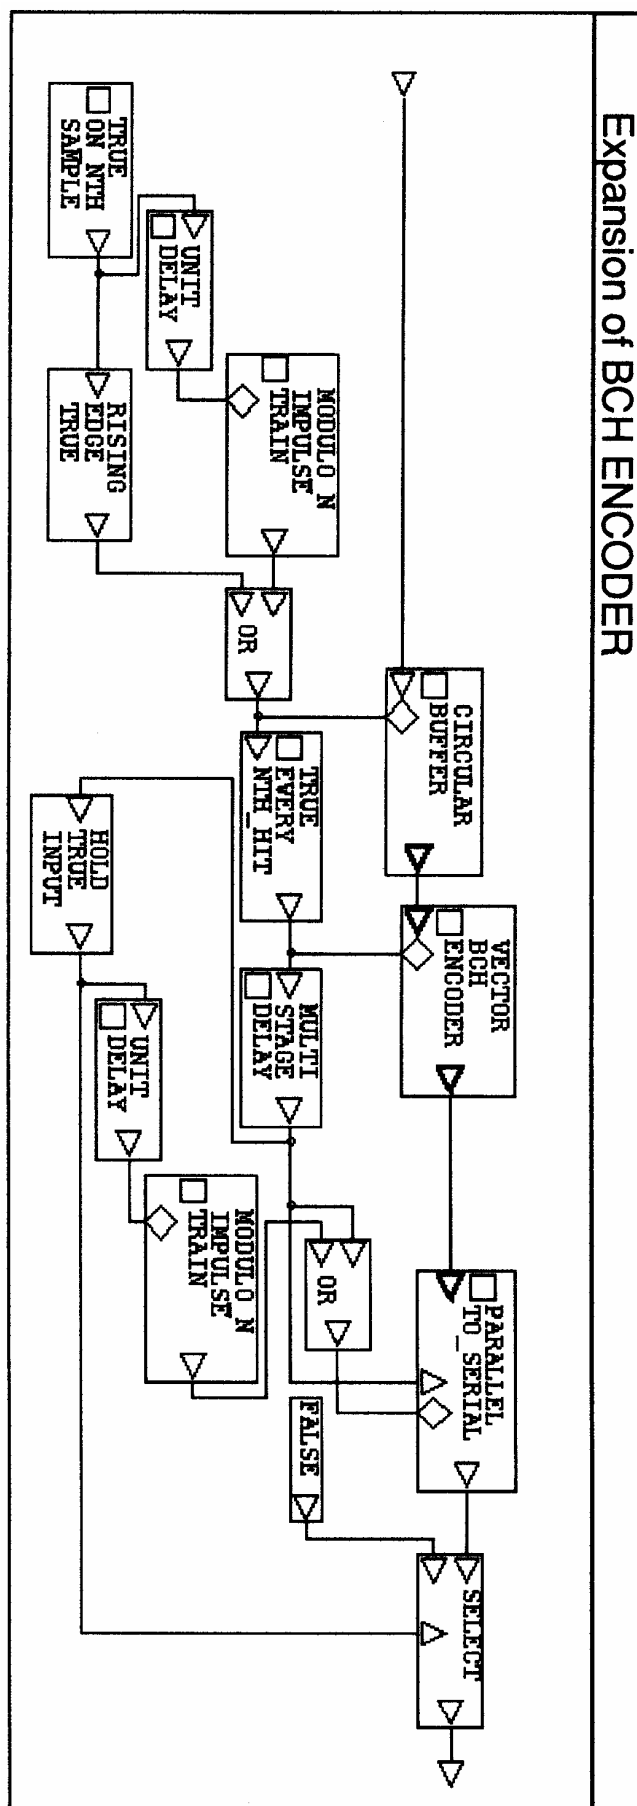 Expansion of BCH ENCODER
TRUE
ON NTH
SAMPLE
UNIT
DELAY
MODULO N
IMPULSE
TRAIN
RISING
EDGE
TRUE
OR
CIRCULAR
BUFFER
TRUE
EVERY
NTH_HIT
HOLD
TRUE
INPUT
VECTOR
BCH
ENCODER
MULTI
STAGE
DELAY
UNIT
DELAY
MODULO N
IMPULSE
TRAIN
OR
PARALLEL
TO_SERIAL
FALSE
SELECT